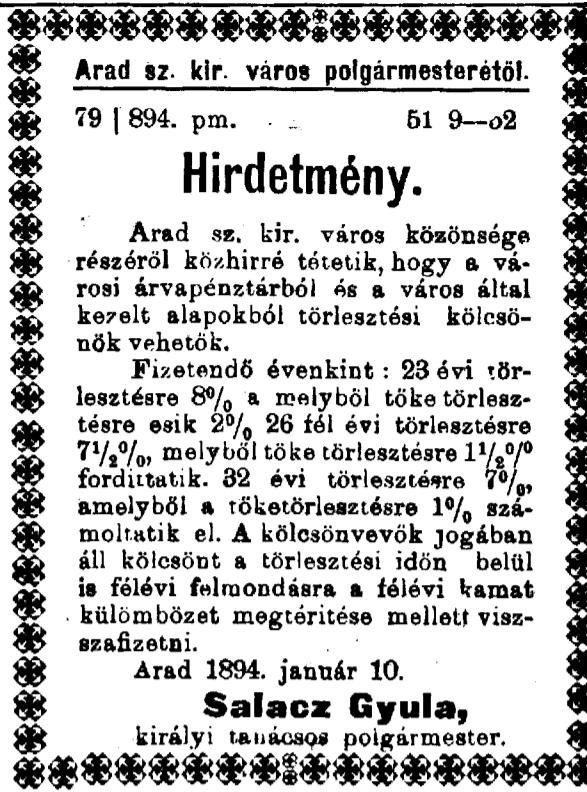 Arad sz. kir. város polgármesterétől.
79 | 894. pm. 51 9—o2
Hirdetmény.
Arad sz. kir. város közönsége
részéről közhirré tétetik, hogy a vá-
rosi árvapénztárból és a város által
kezelt alapokból törlesztési kölcsö-
nök vehetők.
Fizetendő évenkint : 23 évi tör-
lesztésre 8% a melyből tőke törlesz-
tésre esik 2% 26 fél évi törlesztésre
7½%, melyből tőke törlesztésre 1½%
fordittatik. 32 évi törlesztésre 7%,
amelyből a tőketörlesztésre 1% szá-
moltatik el. A kölcsönvevők jogában
áll kölcsönt a törlesztési időn belül
is félévi felmondásra a félévi kamat
külömbözet megtéritése mellett visz-
szafizetni.
Arad 1894. január 10.
Salacz Gyula,
királyi tanácsos polgármester.